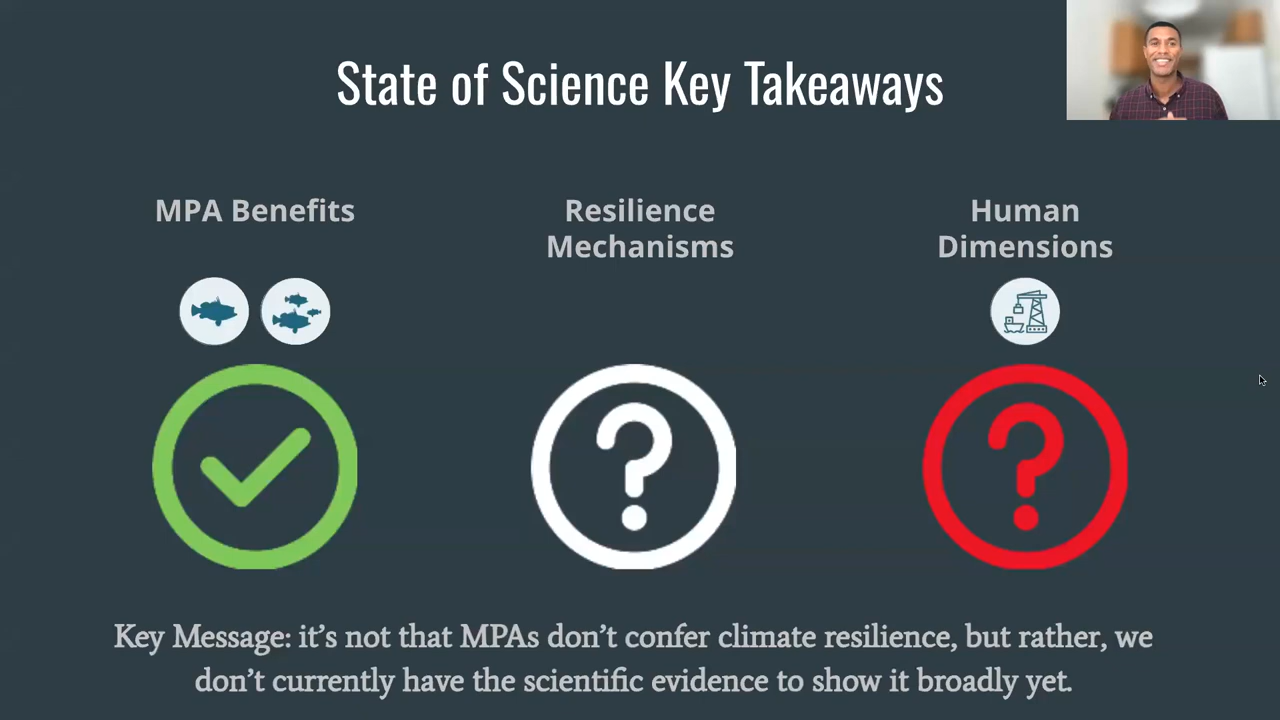 State of Science Key Takeaways
MPA Benefits
Resilience
Mechanisms
Human
Dimensions
Key Message: it’s not that MPAs don’t confer climate resilience, but rather, we
don’t currently have the scientific evidence to show it broadly yet.